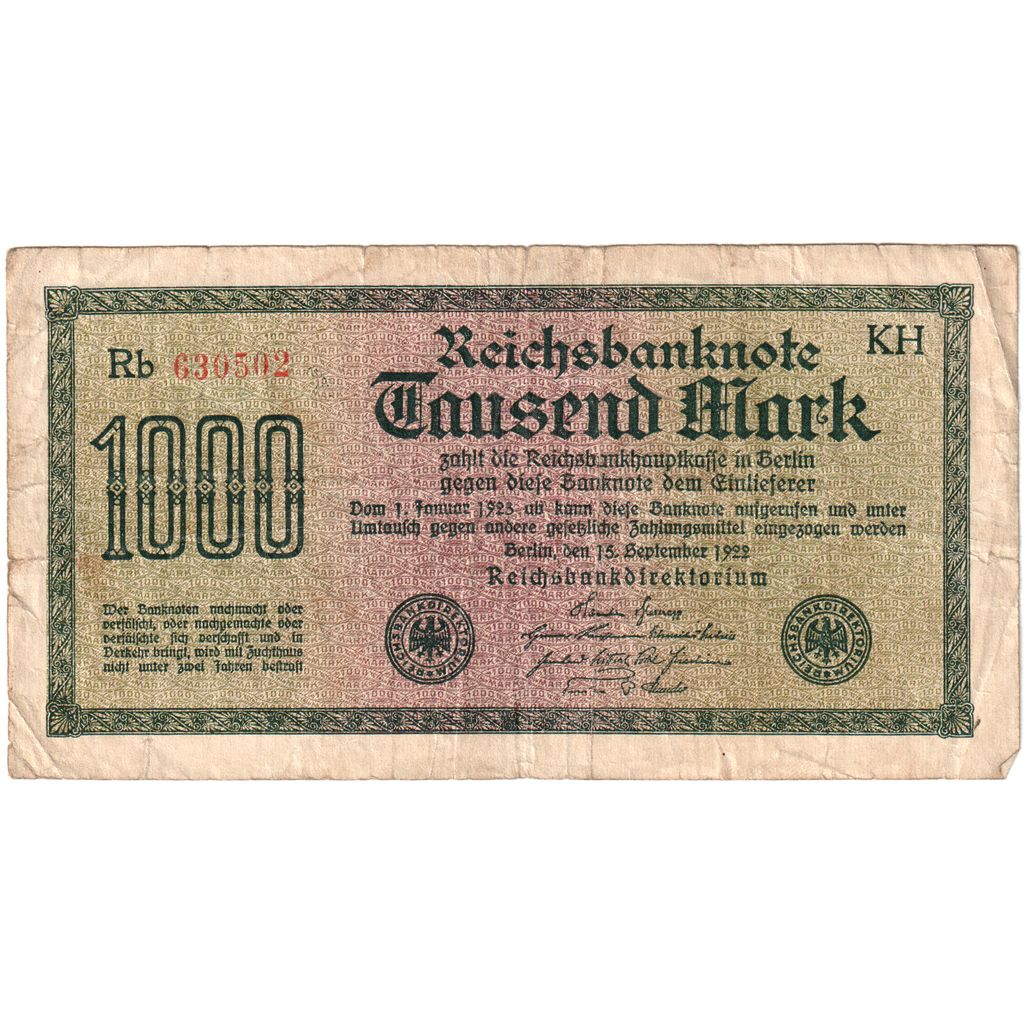 Reichsbanknote
KH
Rb 630502
Tausend Mark
1000
zahlt die Reichsbankhauptkasse in Berlin
gegen diese Banknote dem Einlieferer
Vom 1. Januar 1923 ab kann diese Banknote aufgerufen und unter
Umtausch gegen andere gesetzliche Zahlungsmittel eingezogen werden
Berlin, den 15. September 1922
Reichsbankdirektorium
Wer Banknoten nachmacht oder
verfälscht, oder nachgemachte oder
verfälschte sich verschafft und in
Verkehr bringt, wird mit Zuchthaus
nicht unter zwei Jahren bestraft
REICHSBANKDIREKTORIUM
REICHSBANKDIREKTORIUM